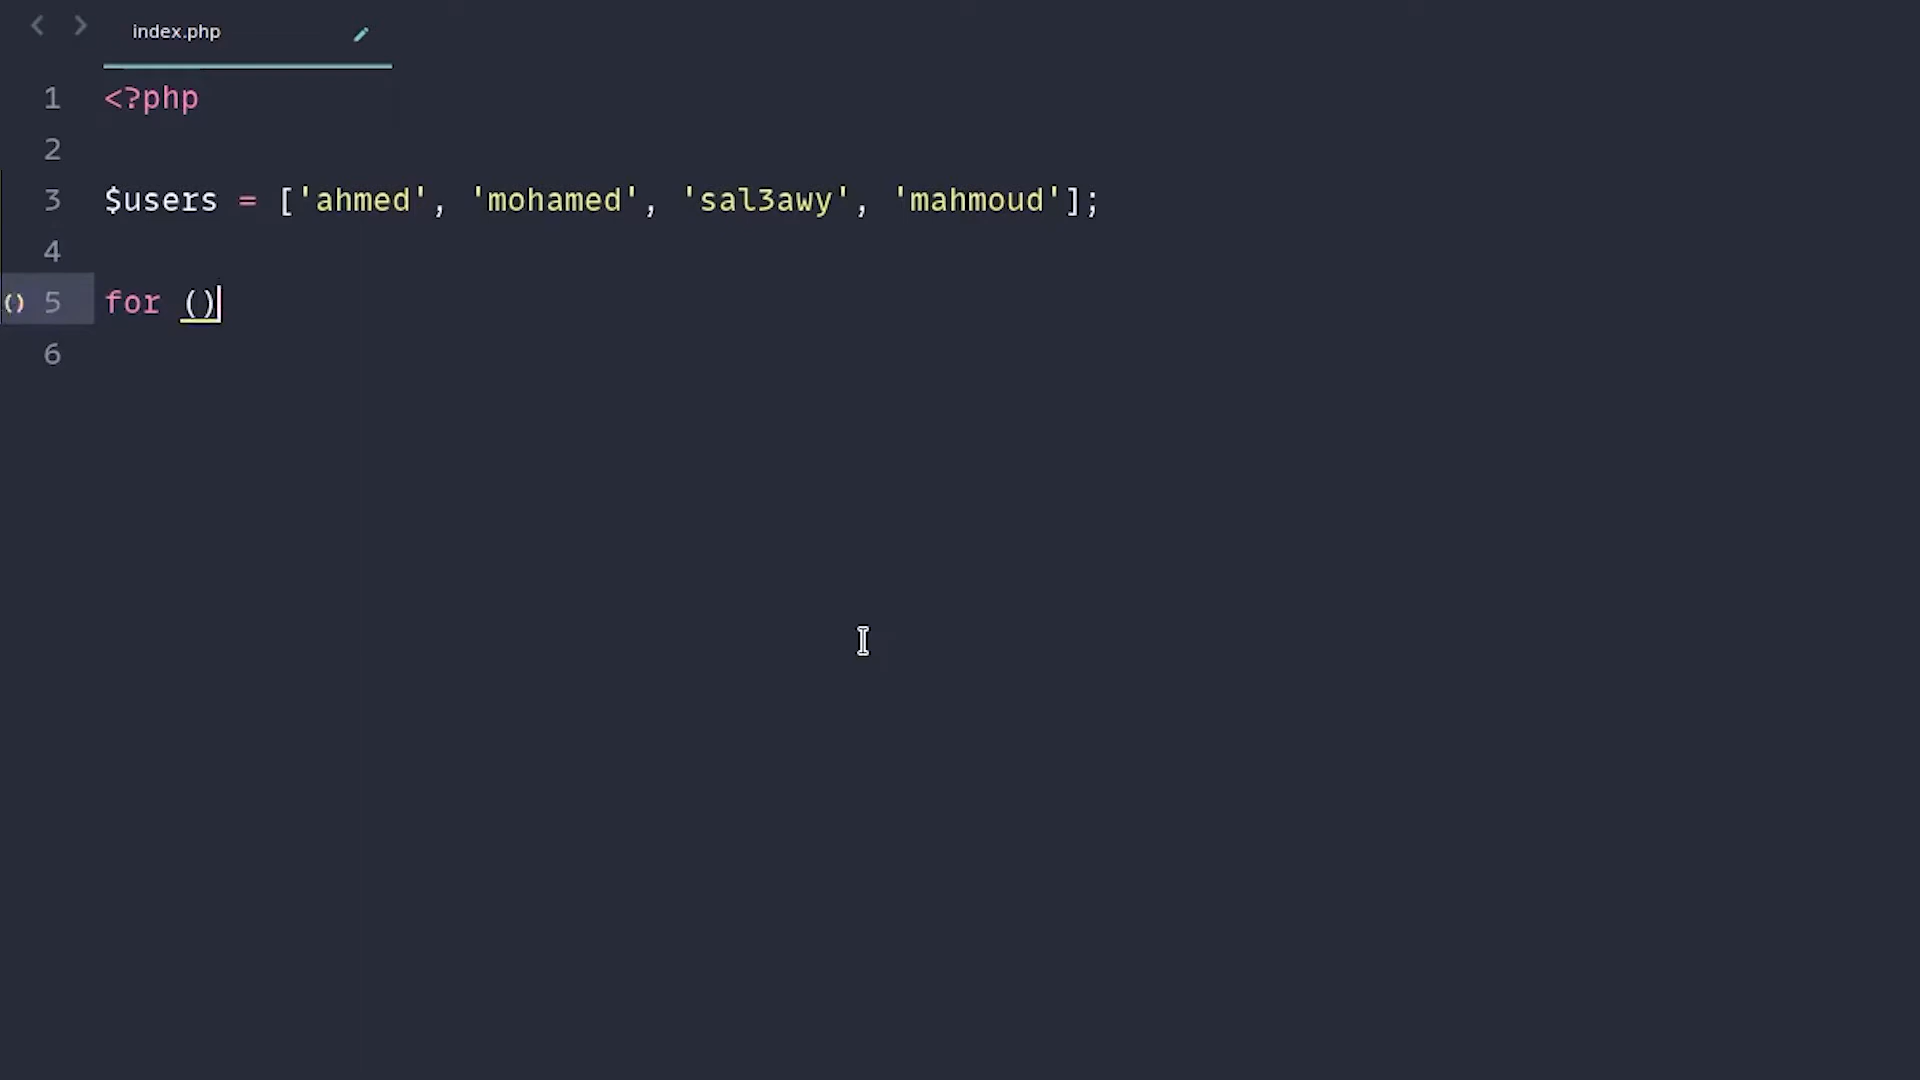 index.php
1 <?php
2
3 $users = ['ahmed', 'mohamed', 'sal3awy', 'mahmoud'];
4
() 5 for ()
6